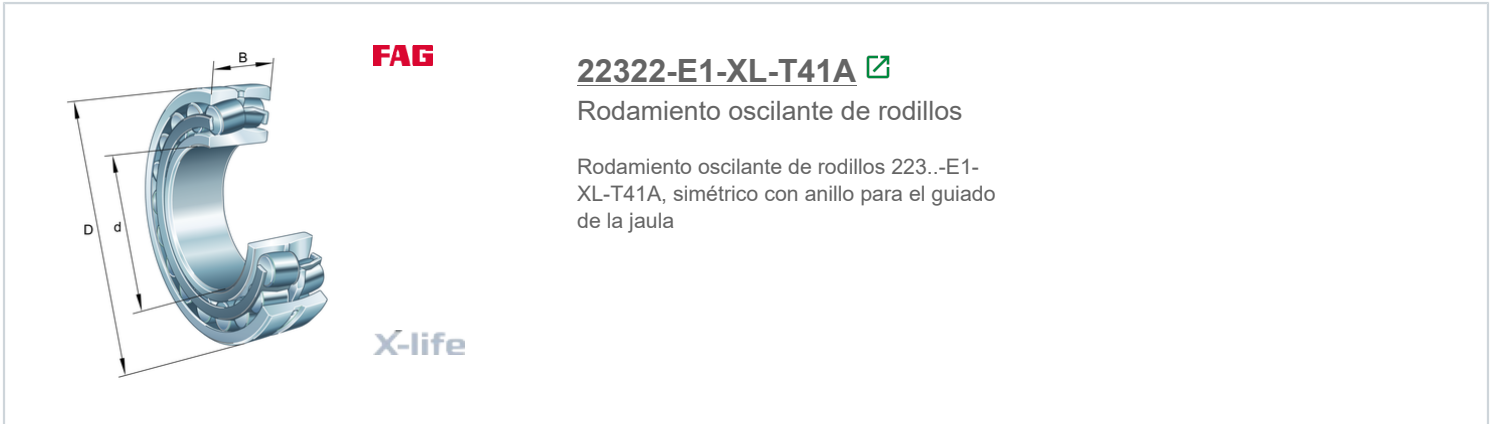 B
FAG
22322-E1-XL-T41A
Rodamiento oscilante de rodillos
Rodamiento oscilante de rodillos 223..-E1-
XL-T41A, simétrico con anillo para el guiado
de la jaula
D
d
X-life